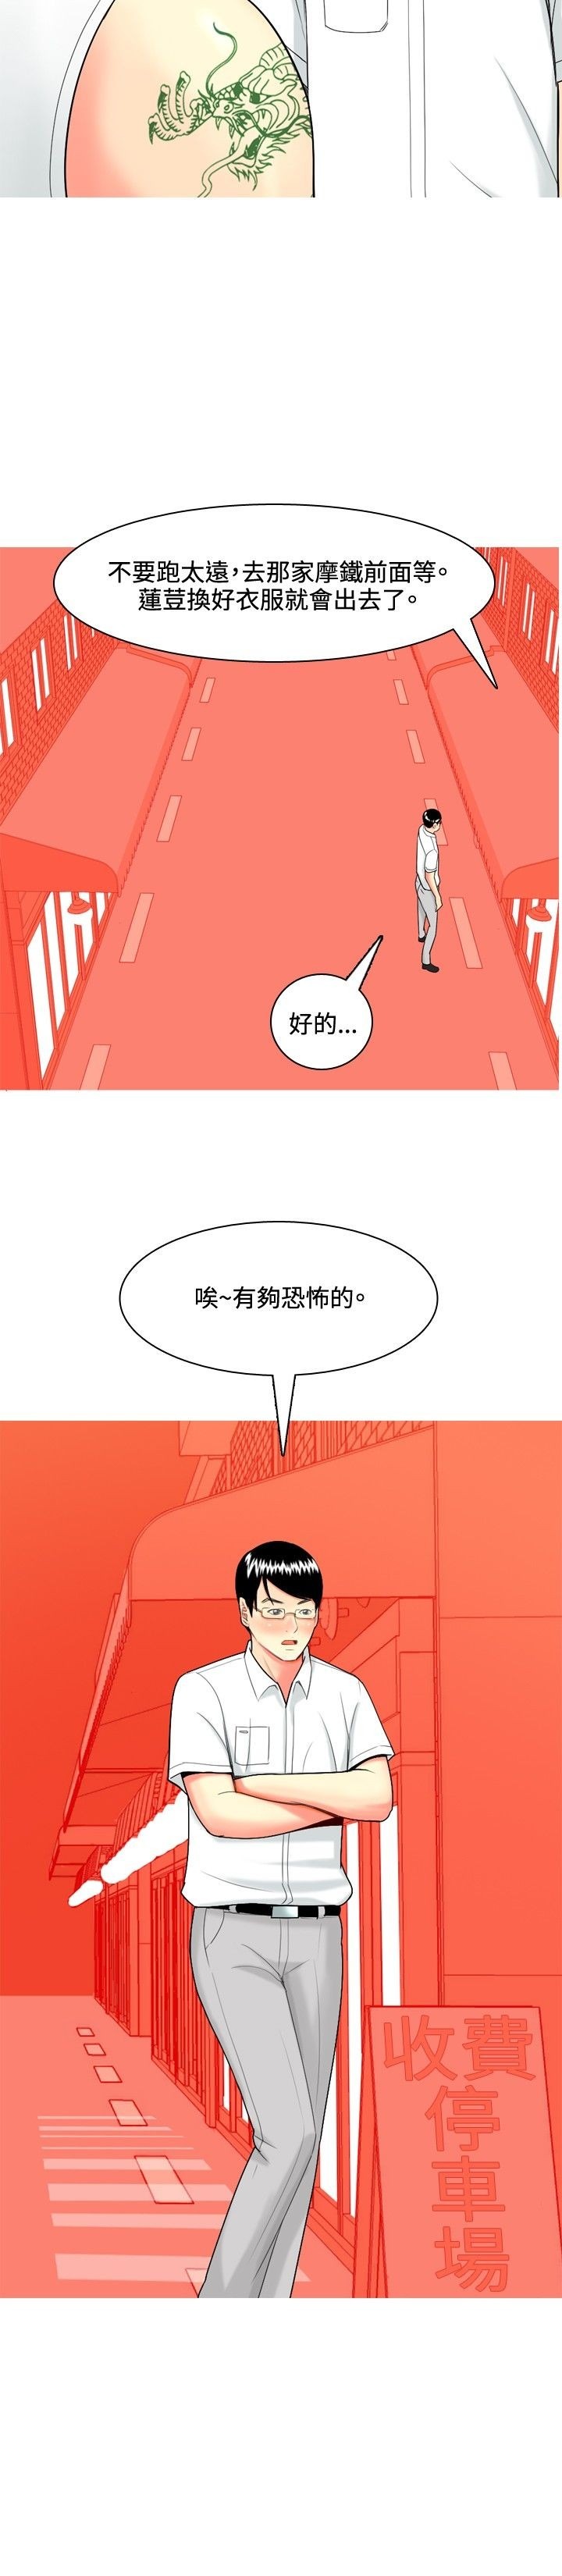 不要跑太遠，去那家摩鐵前面等。
蓮荳換好衣服就會出去了。
好的...
唉~有夠恐怖的。
收費
停
車
場